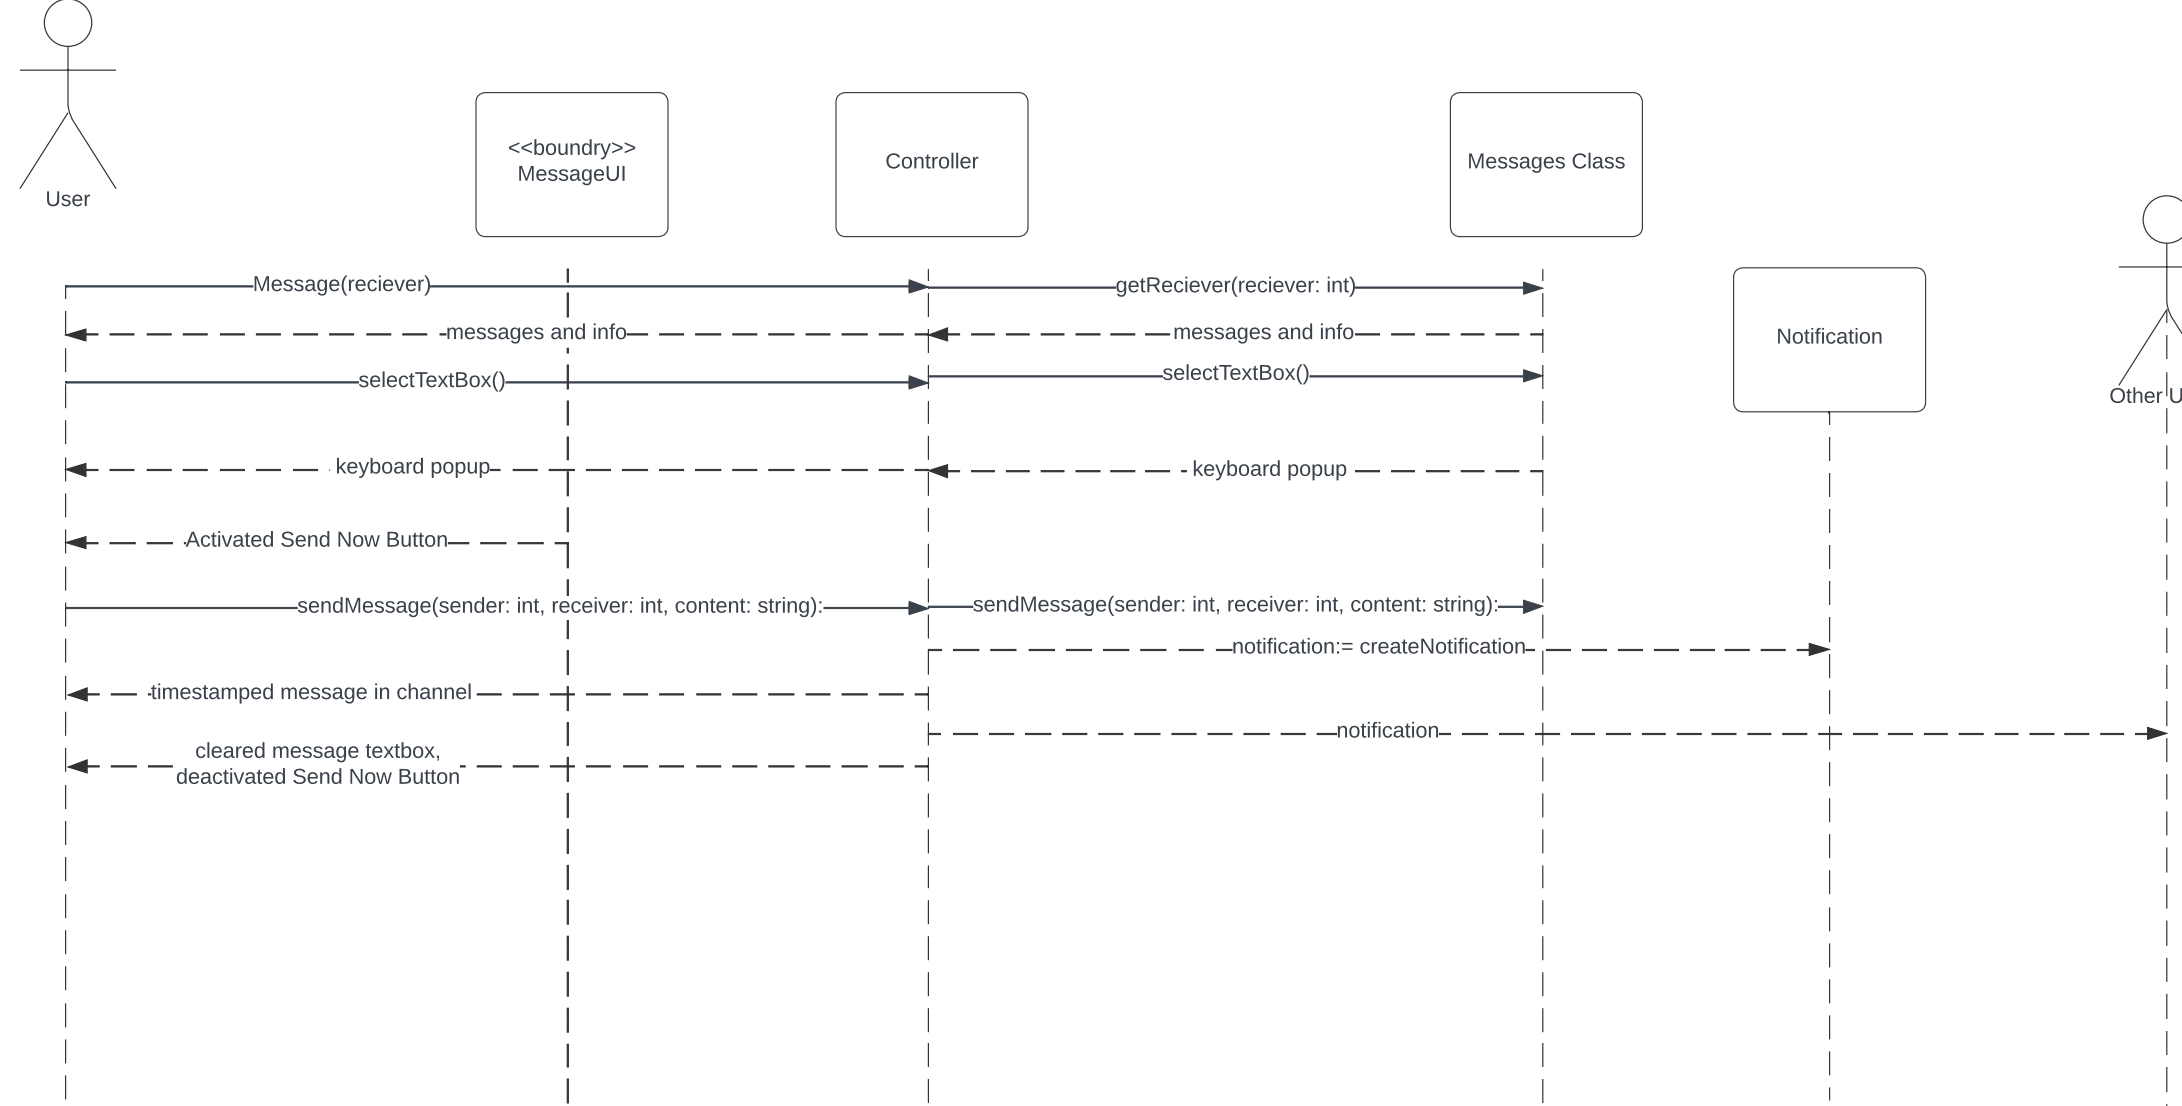 User
<<boundry>>
MessageUI
Controller
Messages Class
Notification
Other U
Message(reciever)
getReciever(reciever: int)
messages and info
messages and info
selectTextBox()
selectTextBox()
keyboard popup
keyboard popup
Activated Send Now Button
sendMessage(sender: int, receiver: int, content: string):
sendMessage(sender: int, receiver: int, content: string):
notification:= createNotification
timestamped message in channel
notification
cleared message textbox,
deactivated Send Now Button